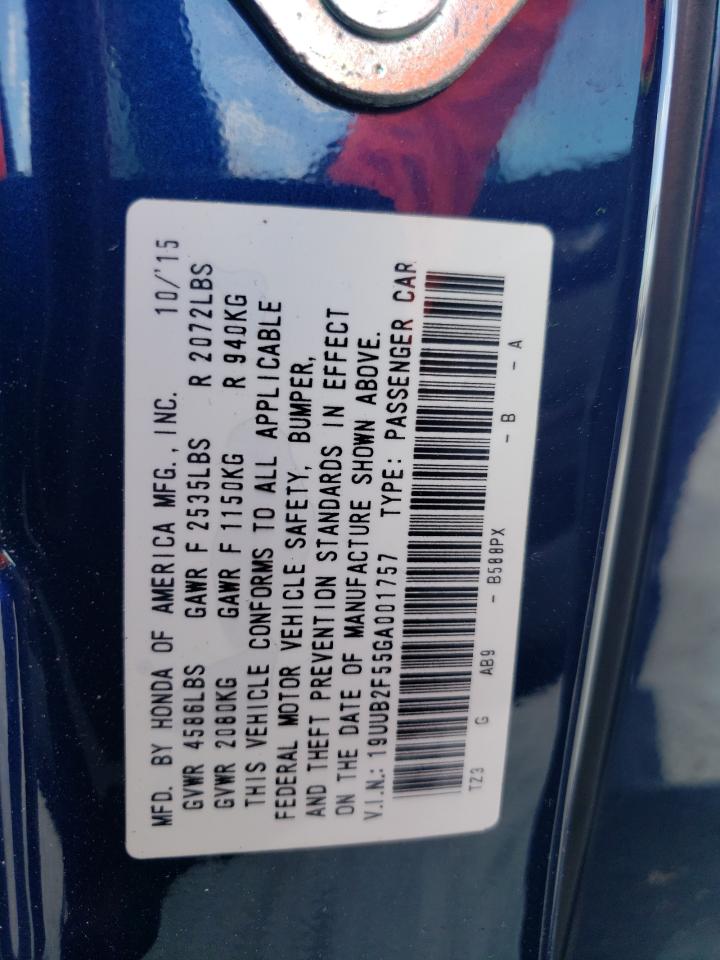 MFD. BY HONDA OF AMERICA MFG., INC. 10/'15
GVWR 4586LBS GAWR F 2535LBS R 2072LBS
GVWR 2080KG GAWR F 1150KG R 940KG
THIS VEHICLE CONFORMS TO ALL APPLICABLE
FEDERAL MOTOR VEHICLE SAFETY, BUMPER,
AND THEFT PREVENTION STANDARDS IN EFFECT
ON THE DATE OF MANUFACTURE SHOWN ABOVE.
V.I.N.: 19UUB2F55GA001757 TYPE: PASSENGER CAR
TZ3 G AB9 - B588PX - B - A